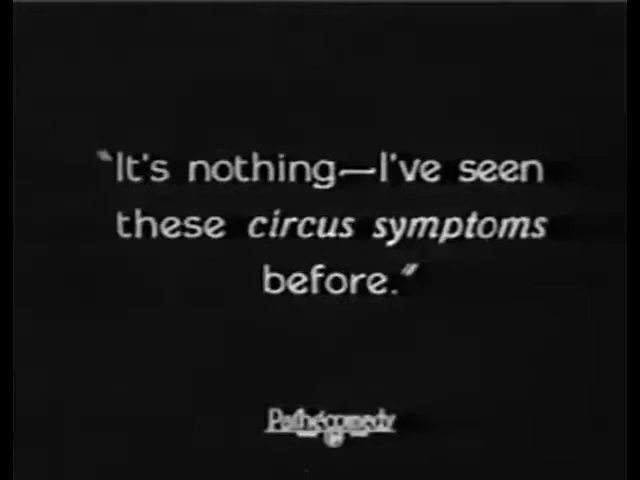 "It's nothing—I've seen
these circus symptoms
before."
Pathécomedy